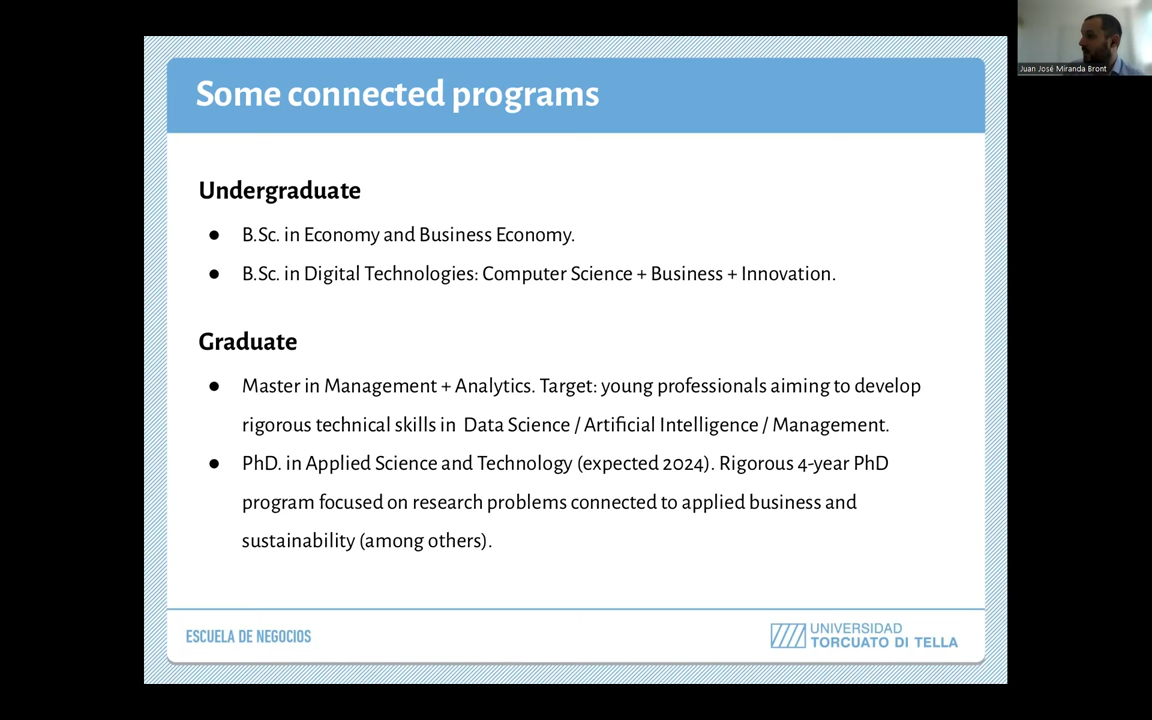 Some connected programs
Juan José Miranda Bront
Undergraduate
● B.Sc. in Economy and Business Economy.
● B.Sc. in Digital Technologies: Computer Science + Business + Innovation.
Graduate
● Master in Management + Analytics. Target: young professionals aiming to develop
rigorous technical skills in Data Science / Artificial Intelligence / Management.
● PhD. in Applied Science and Technology (expected 2024). Rigorous 4-year PhD
program focused on research problems connected to applied business and
sustainability (among others).
ESCUELA DE NEGOCIOS
UNIVERSIDAD
TORCUATO DI TELLA